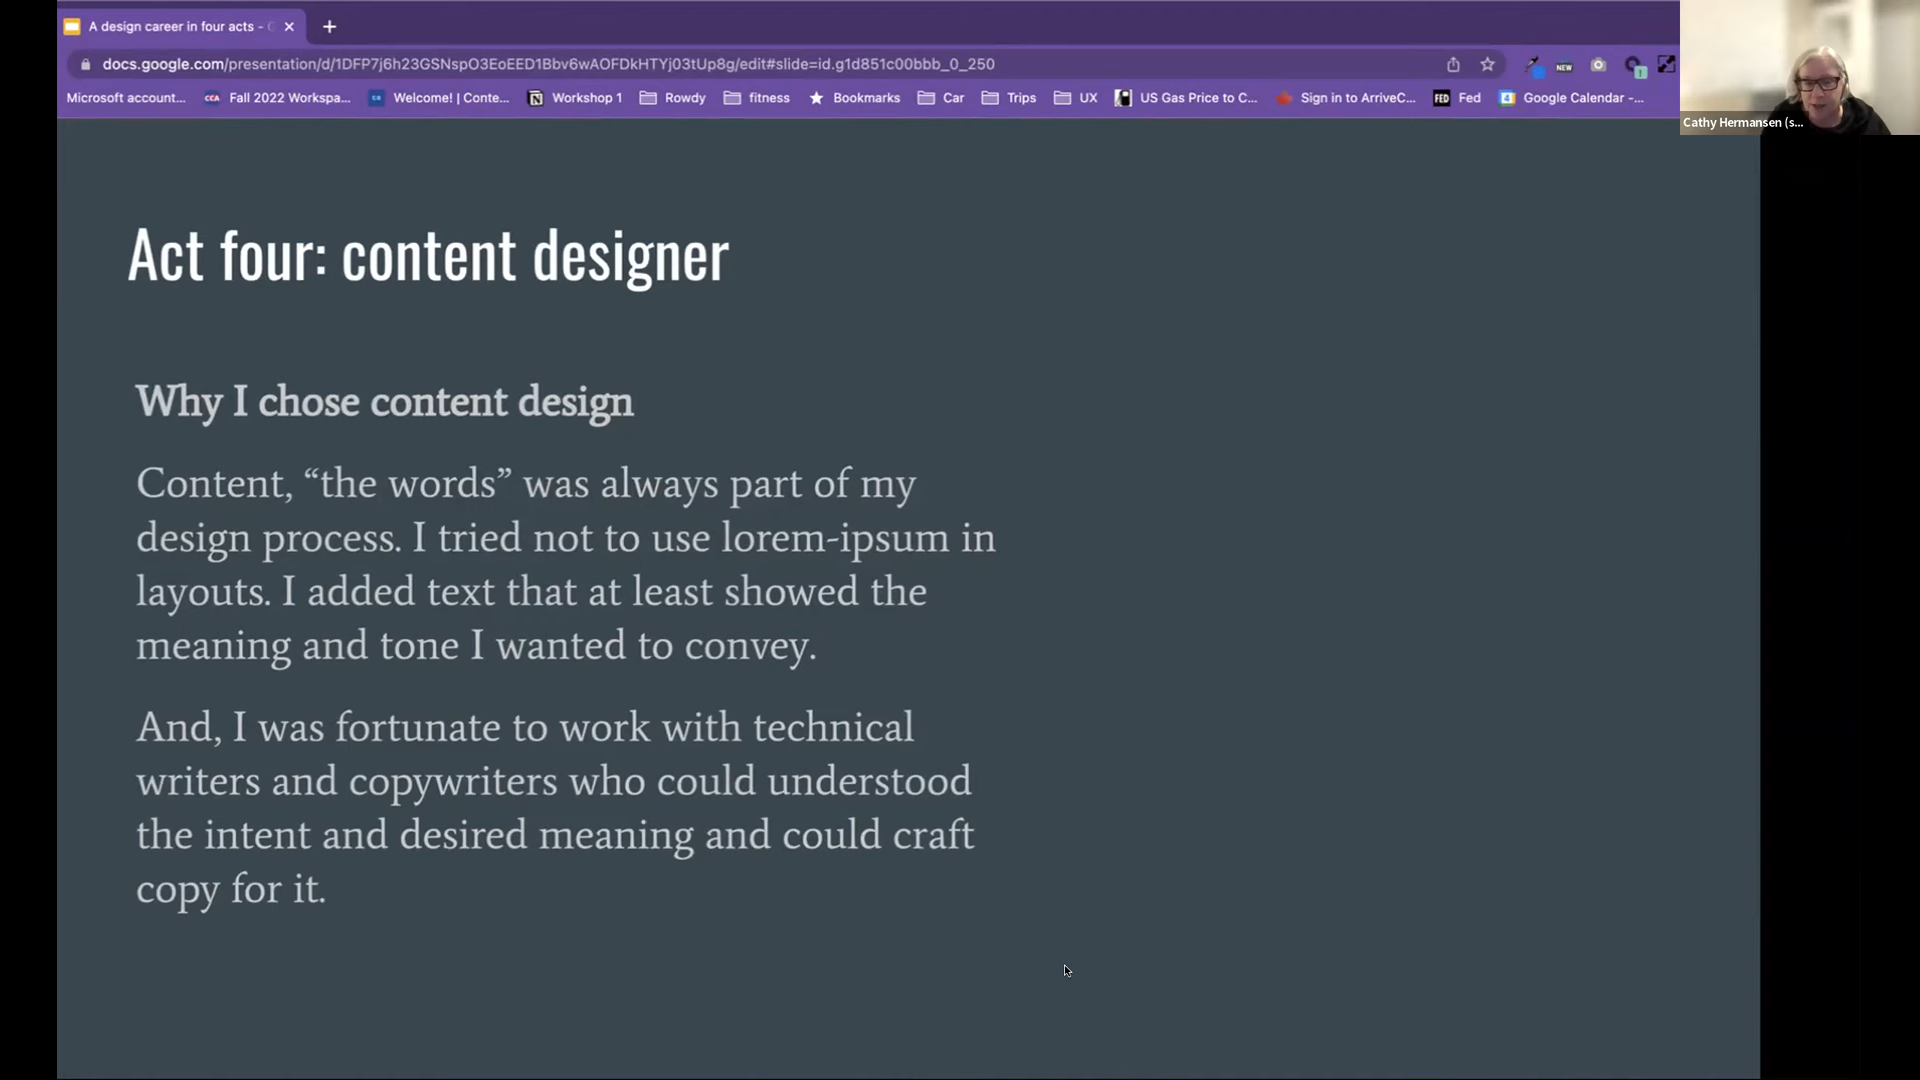 A design career in four acts -
docs.google.com/presentation/d/1DFP7j6h23GSNspO3EoEED1Bbv6wAOFDkHTYj03tUp8g/edit#slide=id.g1d851c00bbb_0_250
NEW
Microsoft account... CCA Fall 2022 Workspa... Welcome! | Conte... Workshop 1 Rowdy fitness Bookmarks Car Trips UX US Gas Price to C... Sign in to ArriveC... FED Fed 4 Google Calendar -...
Cathy Hermansen (s...
Act four: content designer
Why I chose content design
Content, “the words” was always part of my
design process. I tried not to use lorem-ipsum in
layouts. I added text that at least showed the
meaning and tone I wanted to convey.
And, I was fortunate to work with technical
writers and copywriters who could understood
the intent and desired meaning and could craft
copy for it.